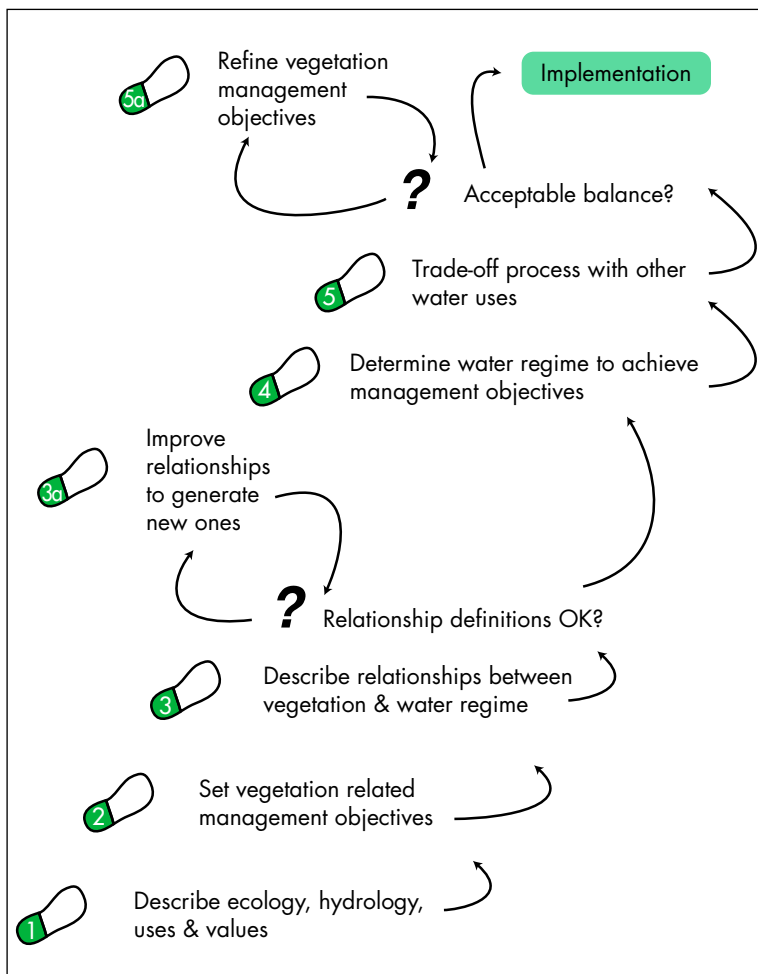 5a
Refine vegetation
management
objectives
Implementation
?
Acceptable balance?
5
Trade-off process with other
water uses
4
Determine water regime to achieve
management objectives
3a
Improve
relationships
to generate
new ones
?
Relationship definitions OK?
3
Describe relationships between
vegetation & water regime
2
Set vegetation related
management objectives
1
Describe ecology, hydrology,
uses & values